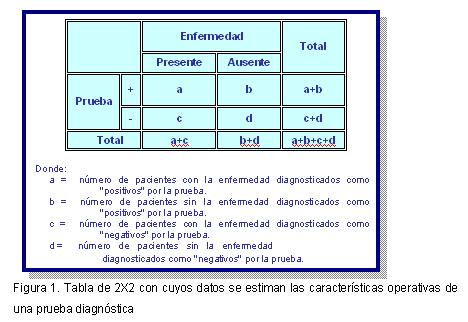 Enfermedad Total
Presente Ausente
Prueba + a b a+b
- c d c+d
Total a+c b+d a+b+c+d
Donde:
a = número de pacientes con la enfermedad diagnosticados como
"positivos" por la prueba.
b = número de pacientes sin la enfermedad diagnosticados como
"positivos" por la prueba.
c = número de pacientes con la enfermedad diagnosticados como
"negativos" por la prueba.
d = número de pacientes sin la enfermedad
diagnosticados como "negativos" por la prueba.
Figura 1. Tabla de 2X2 con cuyos datos se estiman las características operativas de
una prueba diagnóstica